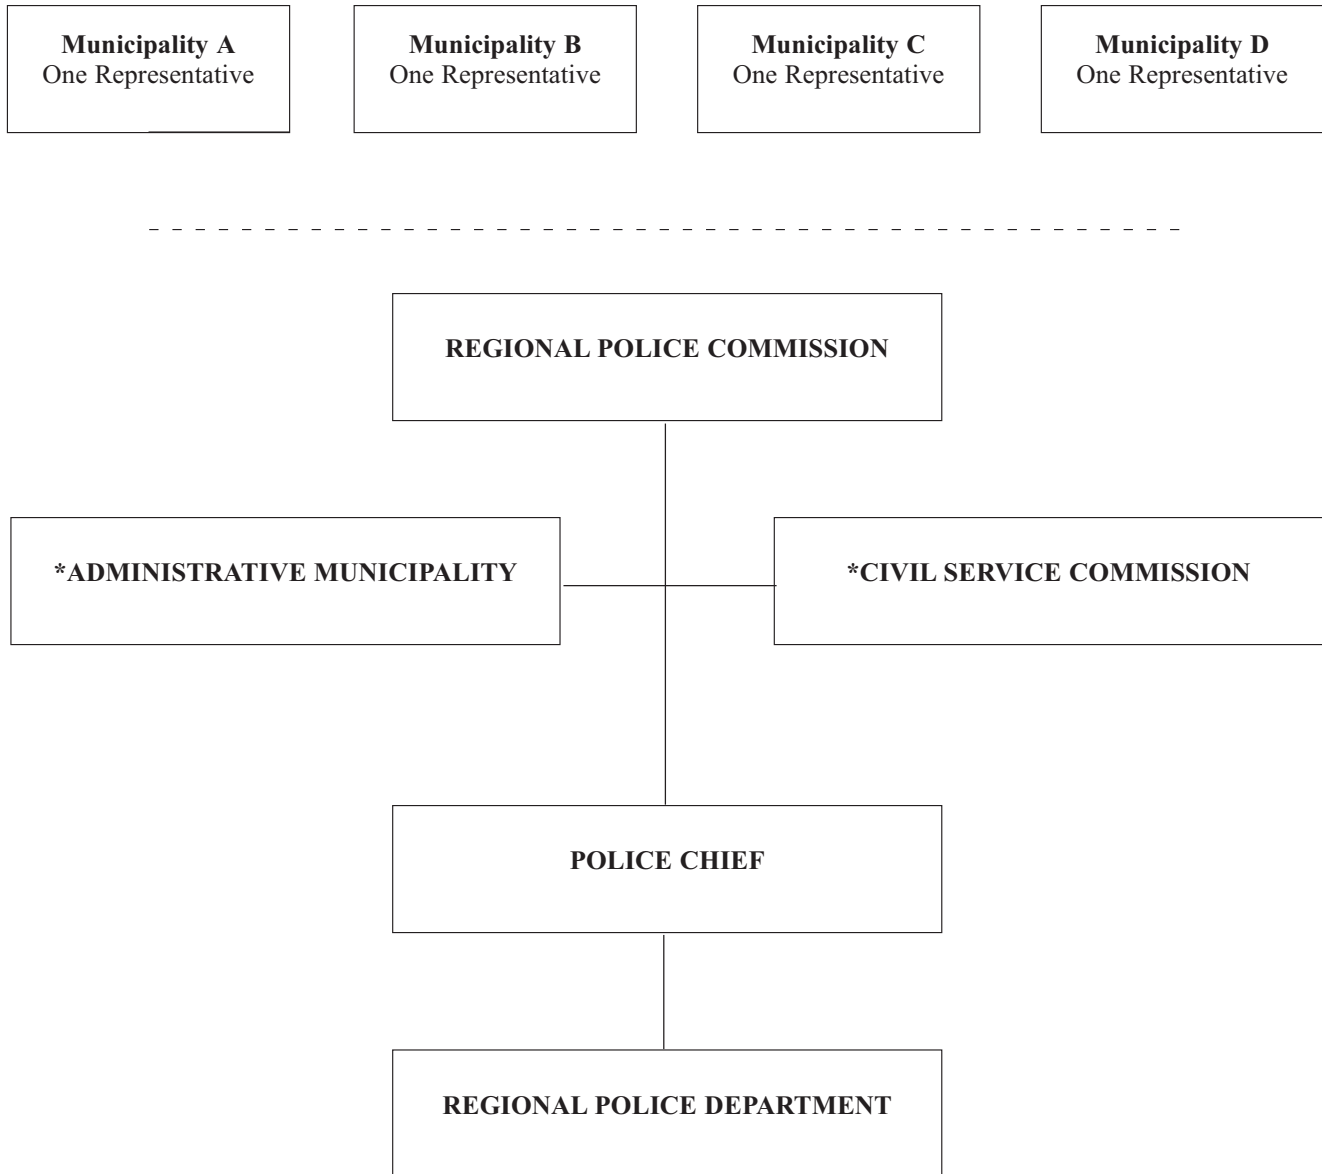 Municipality A
One Representative
Municipality B
One Representative
Municipality C
One Representative
Municipality D
One Representative
REGIONAL POLICE COMMISSION
*ADMINISTRATIVE MUNICIPALITY
*CIVIL SERVICE COMMISSION
POLICE CHIEF
REGIONAL POLICE DEPARTMENT